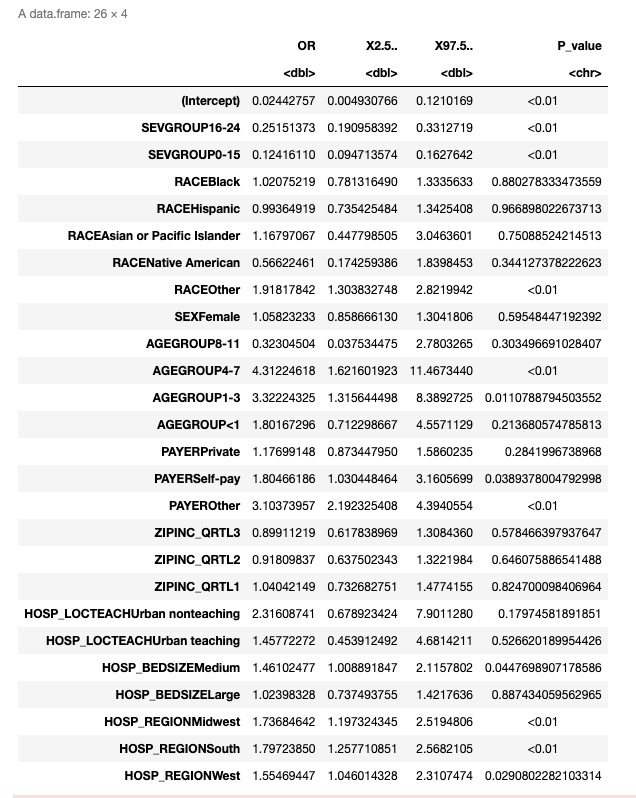 A data.frame: 26 × 4
OR X2.5.. X97.5.. P_value
<dbl> <dbl> <dbl> <chr>
(Intercept) 0.02442757 0.004930766 0.1210169 <0.01
SEVGROUP16-24 0.25151373 0.190958392 0.3312719 <0.01
SEVGROUP0-15 0.12416110 0.094713574 0.1627642 <0.01
RACEBlack 1.02075219 0.781316490 1.3335633 0.880278333473559
RACEHispanic 0.99364919 0.735425484 1.3425408 0.966898022673713
RACEAsian or Pacific Islander 1.16797067 0.447798505 3.0463601 0.75088524214513
RACENative American 0.56622461 0.174259386 1.8398453 0.344127378222623
RACEOther 1.91817842 1.303832748 2.8219942 <0.01
SEXFemale 1.05823233 0.858666130 1.3041806 0.59548447192392
AGEGROUP8-11 0.32304504 0.037534475 2.7803265 0.303496691028407
AGEGROUP4-7 4.31224618 1.621601923 11.4673440 <0.01
AGEGROUP1-3 3.32224325 1.315644498 8.3892725 0.0110788794503552
AGEGROUP<1 1.80167296 0.712298667 4.5571129 0.213680574785813
PAYERPrivate 1.17699148 0.873447950 1.5860235 0.2841996738968
PAYERSelf-pay 1.80466186 1.030448464 3.1605699 0.0389378004792998
PAYEROther 3.10373957 2.192325408 4.3940554 <0.01
ZIPINC_QRTL3 0.89911219 0.617838969 1.3084360 0.578466397937647
ZIPINC_QRTL2 0.91809837 0.637502343 1.3221984 0.646075886541488
ZIPINC_QRTL1 1.04042149 0.732682751 1.4774155 0.824700098406964
HOSP_LOCTEACHUrban nonteaching 2.31608741 0.678923424 7.9011280 0.17974581891851
HOSP_LOCTEACHUrban teaching 1.45772272 0.453912492 4.6814211 0.526620189954426
HOSP_BEDSIZEMedium 1.46102477 1.008891847 2.1157802 0.0447698907178586
HOSP_BEDSIZELarge 1.02398328 0.737493755 1.4217636 0.887434059562965
HOSP_REGIONMidwest 1.73684642 1.197324345 2.5194806 <0.01
HOSP_REGIONSouth 1.79723850 1.257710851 2.5682105 <0.01
HOSP_REGIONWest 1.55469447 1.046014328 2.3107474 0.0290802282103314